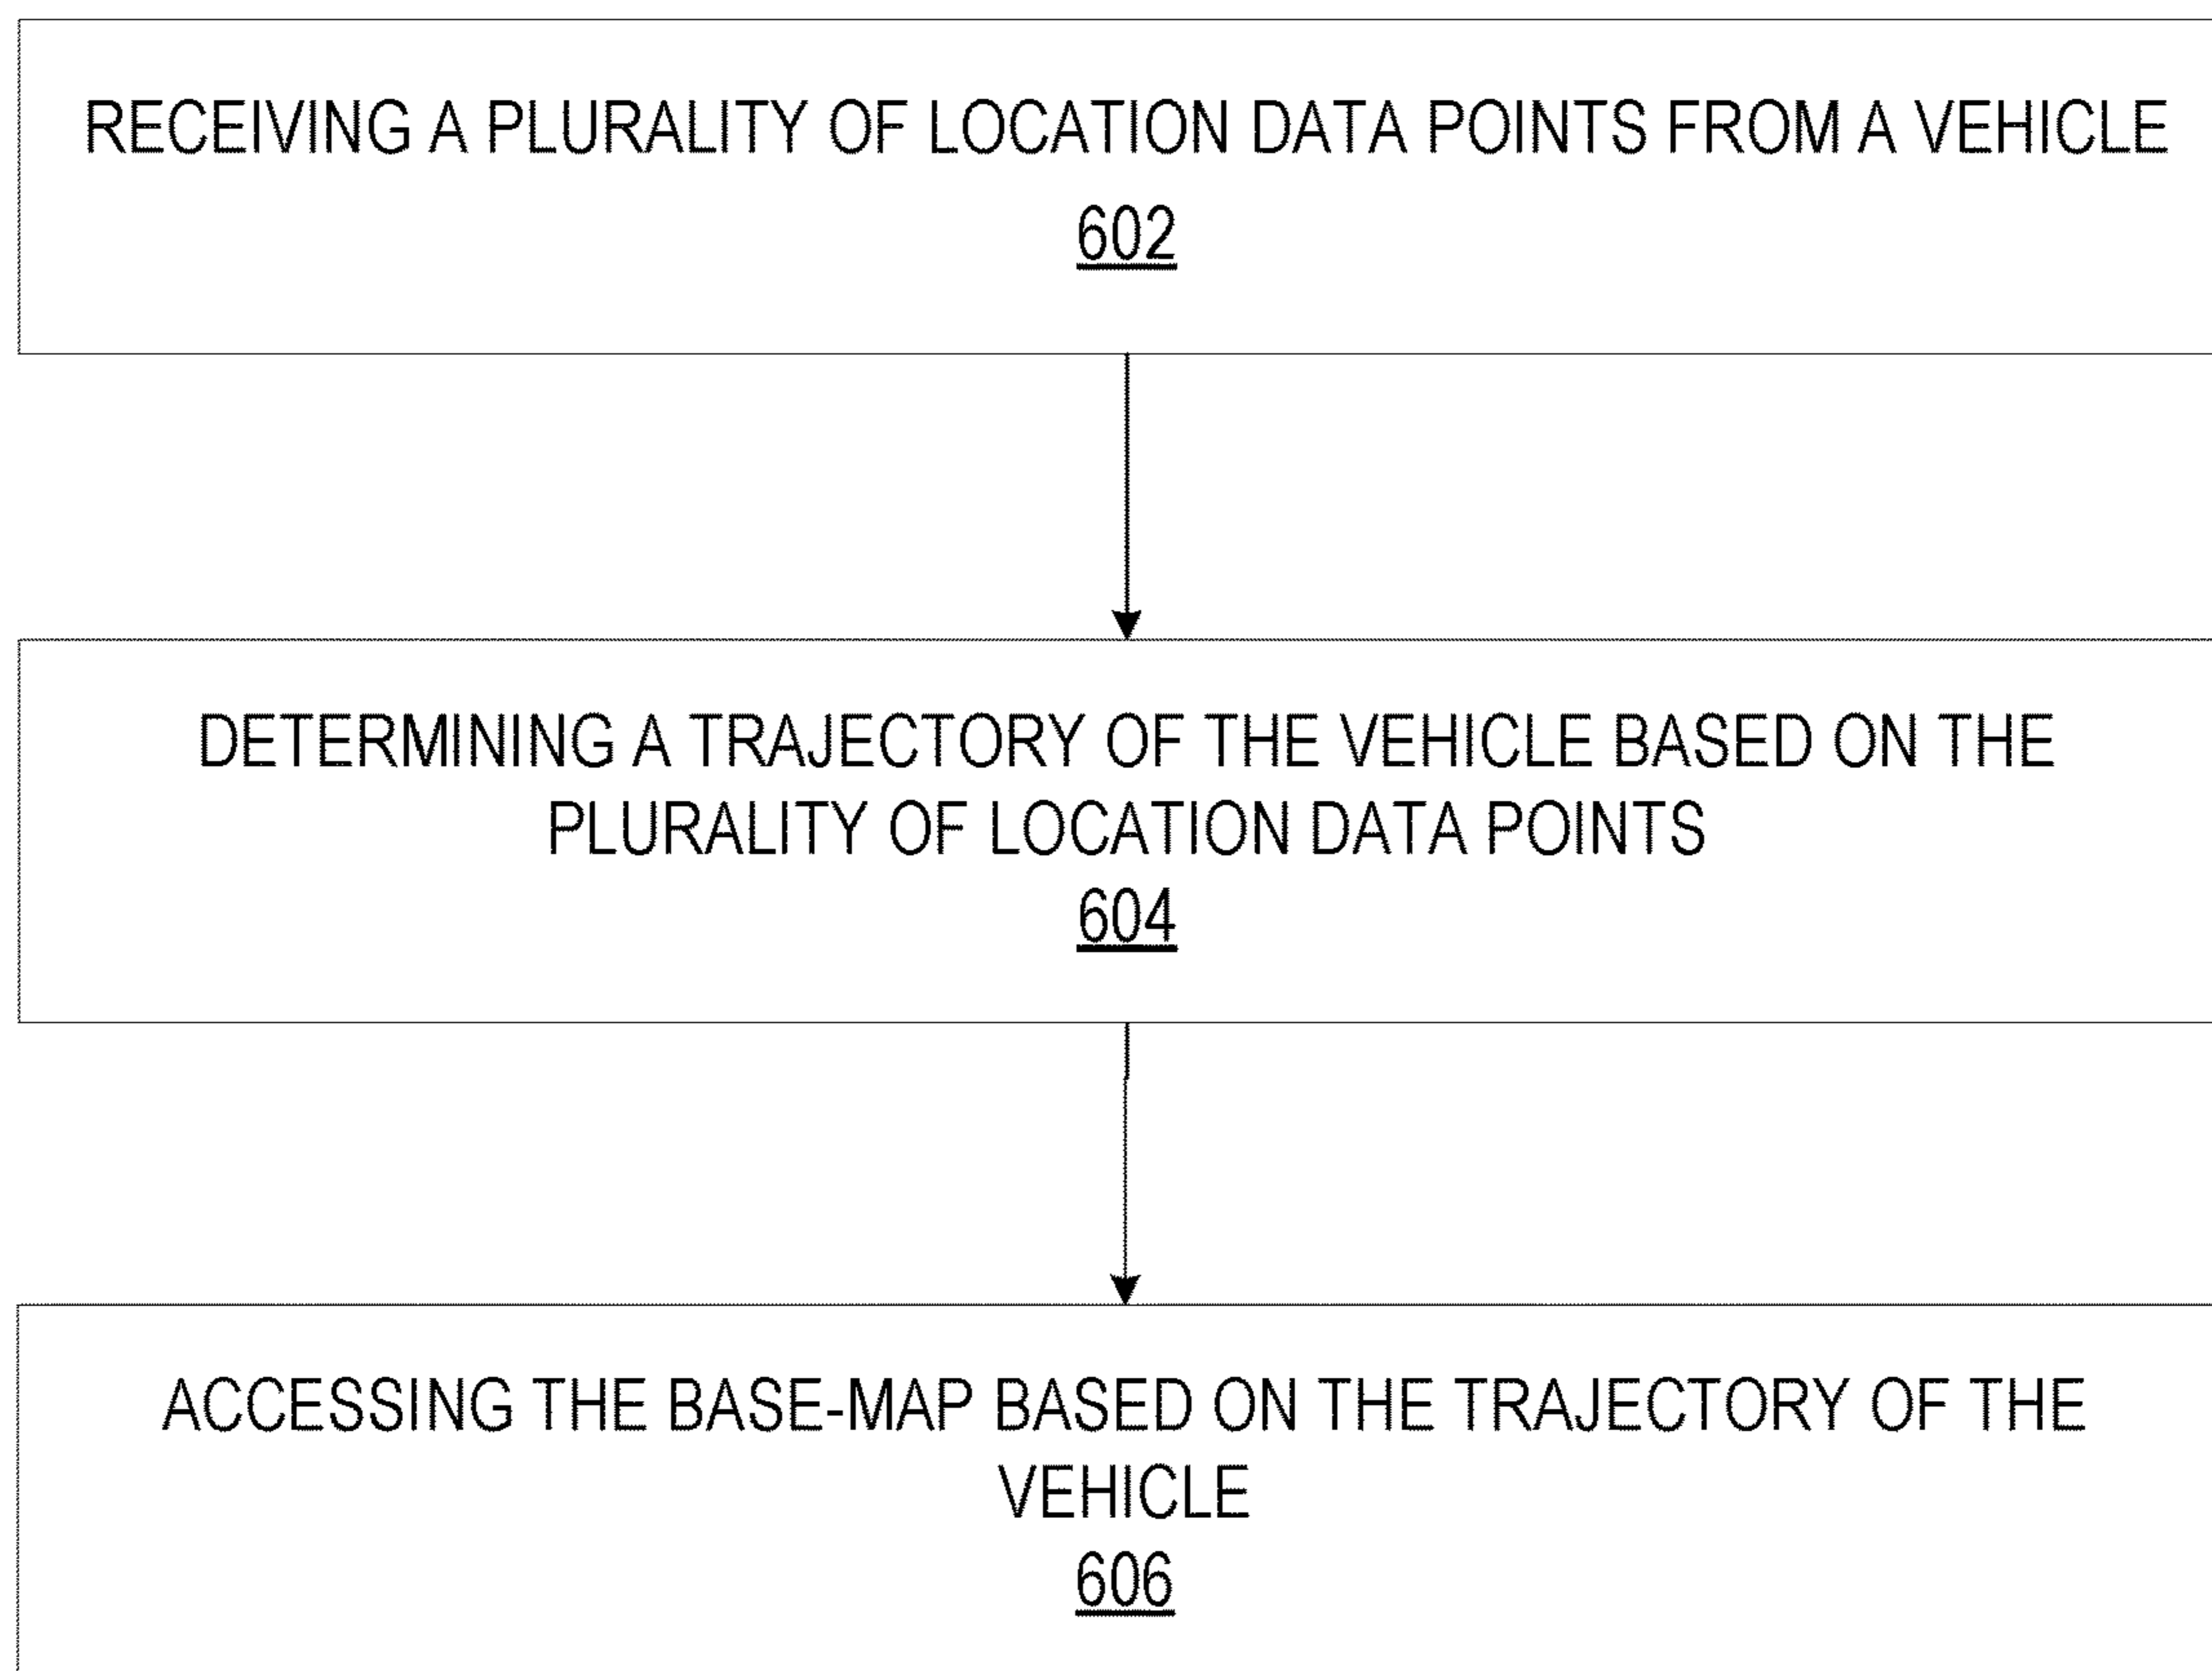 RECEIVING A PLURALITY OF LOCATION DATA POINTS FROM A VEHICLE
602
DETERMINING A TRAJECTORY OF THE VEHICLE BASED ON THE
PLURALITY OF LOCATION DATA POINTS
604
ACCESSING THE BASE-MAP BASED ON THE TRAJECTORY OF THE
VEHICLE
606